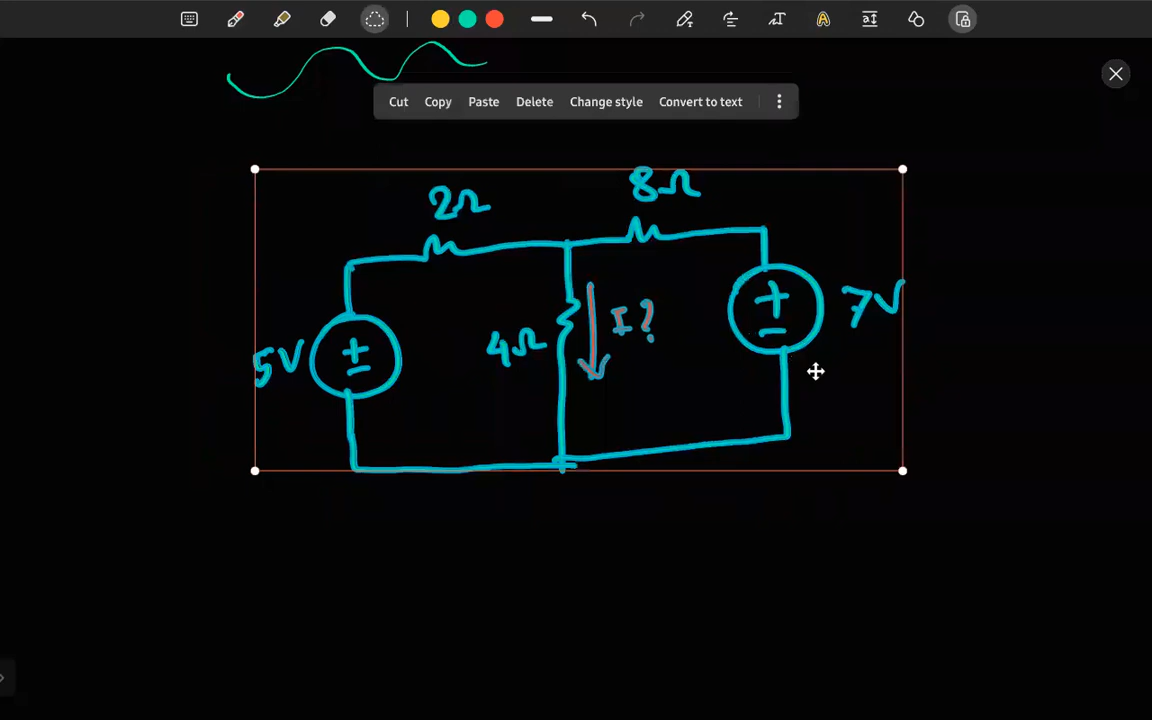 Cut Copy Paste Delete Change style Convert to text
2Ω
8Ω
5V
+
−
4Ω
I?
+
−
7V